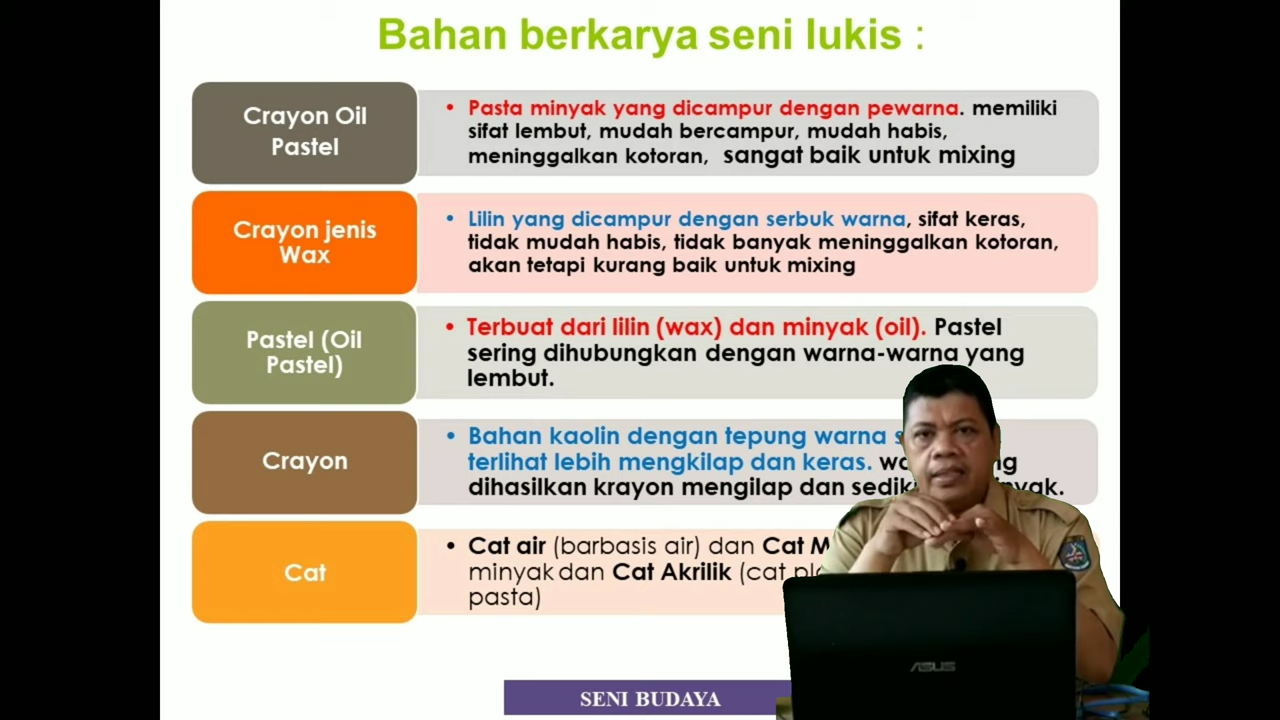 Bahan berkarya seni lukis :
Crayon Oil
Pastel
• Pasta minyak yang dicampur dengan pewarna. memiliki
sifat lembut, mudah bercampur, mudah habis,
meninggalkan kotoran, sangat baik untuk mixing
Crayon jenis
Wax
• Lilin yang dicampur dengan serbuk warna, sifat keras,
tidak mudah habis, tidak banyak meninggalkan kotoran,
akan tetapi kurang baik untuk mixing
Pastel (Oil
Pastel)
• Terbuat dari lilin (wax) dan minyak (oil). Pastel
sering dihubungkan dengan warna-warna yang
lembut.
Crayon
• Bahan kaolin dengan tepung warna
terlihat lebih mengkilap dan keras.
dihasilkan krayon mengilap dan
Cat
• Cat air (barbasis air) dan Cat
minyak dan Cat Akrilik (cat
pasta)
SENI BUDAYA
ASUS